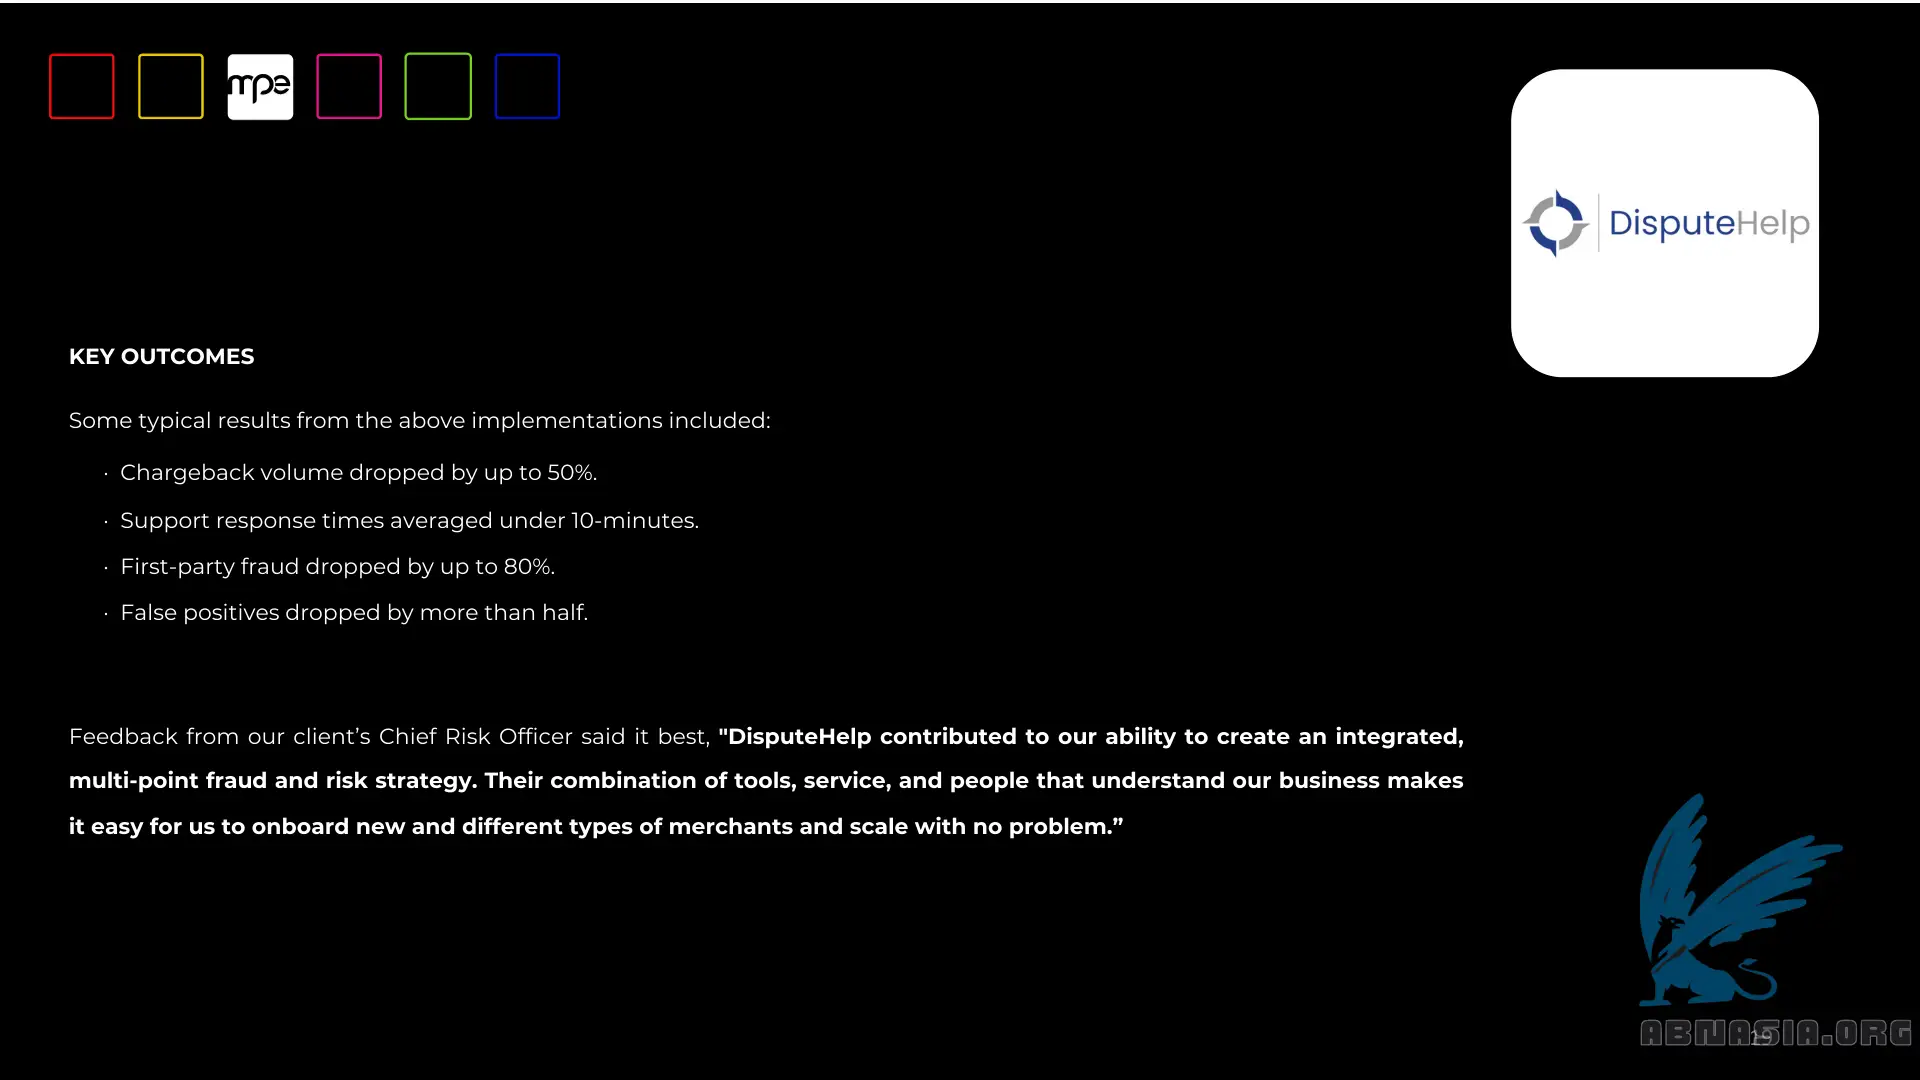 mpe
DisputeHelp
KEY OUTCOMES
Some typical results from the above implementations included:
· Chargeback volume dropped by up to 50%.
· Support response times averaged under 10-minutes.
· First-party fraud dropped by up to 80%.
· False positives dropped by more than half.
Feedback from our client’s Chief Risk Officer said it best, "DisputeHelp contributed to our ability to create an integrated,
multi-point fraud and risk strategy. Their combination of tools, service, and people that understand our business makes
it easy for us to onboard new and different types of merchants and scale with no problem.”
ABNASIA.ORG
19